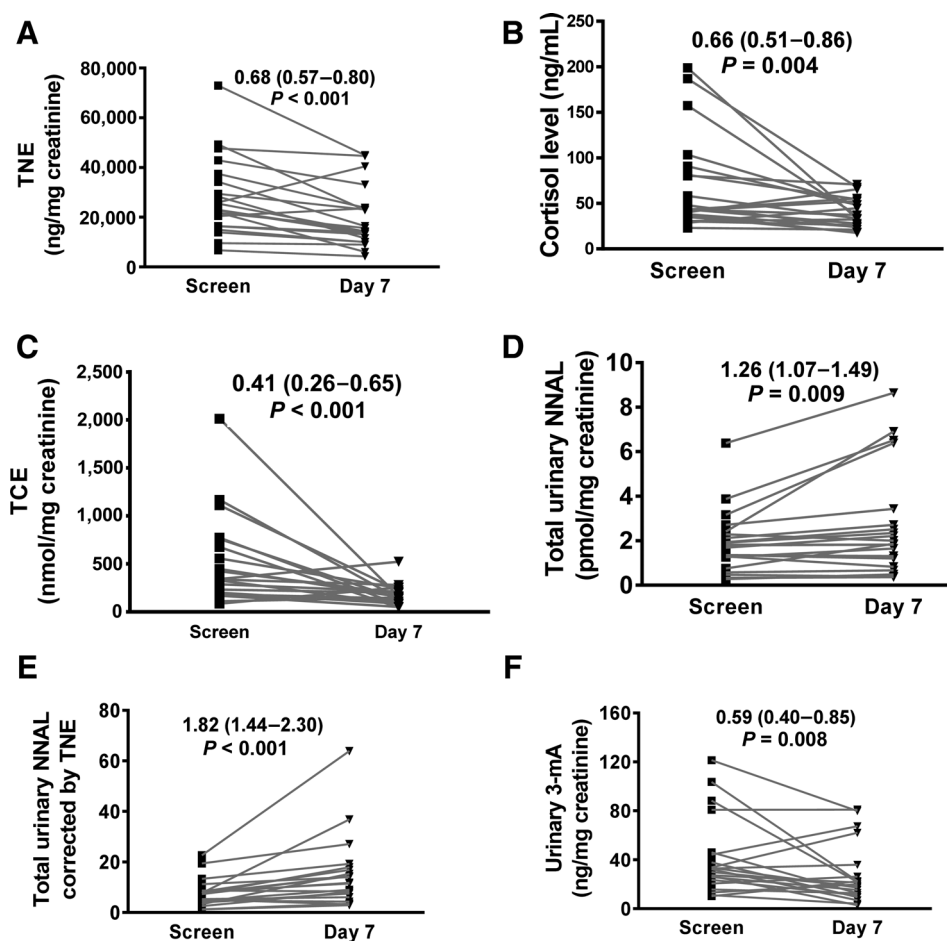 A
TNE
(ng/mg creatinine)
80,000
60,000
40,000
20,000
0
0.68 (0.57–0.80)
P < 0.001
Screen
Day 7
B
Cortisol level (ng/mL)
250
200
150
100
50
0
0.66 (0.51–0.86)
P = 0.004
Screen
Day 7
C
TCE
(nmol/mg creatinine)
2,500
2,000
1,500
1,000
500
0
0.41 (0.26–0.65)
P < 0.001
Screen
Day 7
D
Total urinary NNAL
(pmol/mg creatinine)
10
8
6
4
2
0
1.26 (1.07–1.49)
P = 0.009
Screen
Day 7
E
Total urinary NNAL
corrected by TNE
80
60
40
20
0
1.82 (1.44–2.30)
P < 0.001
Screen
Day 7
F
Urinary 3-mA
(ng/mg creatinine)
160
120
80
40
0
0.59 (0.40–0.85)
P = 0.008
Screen
Day 7